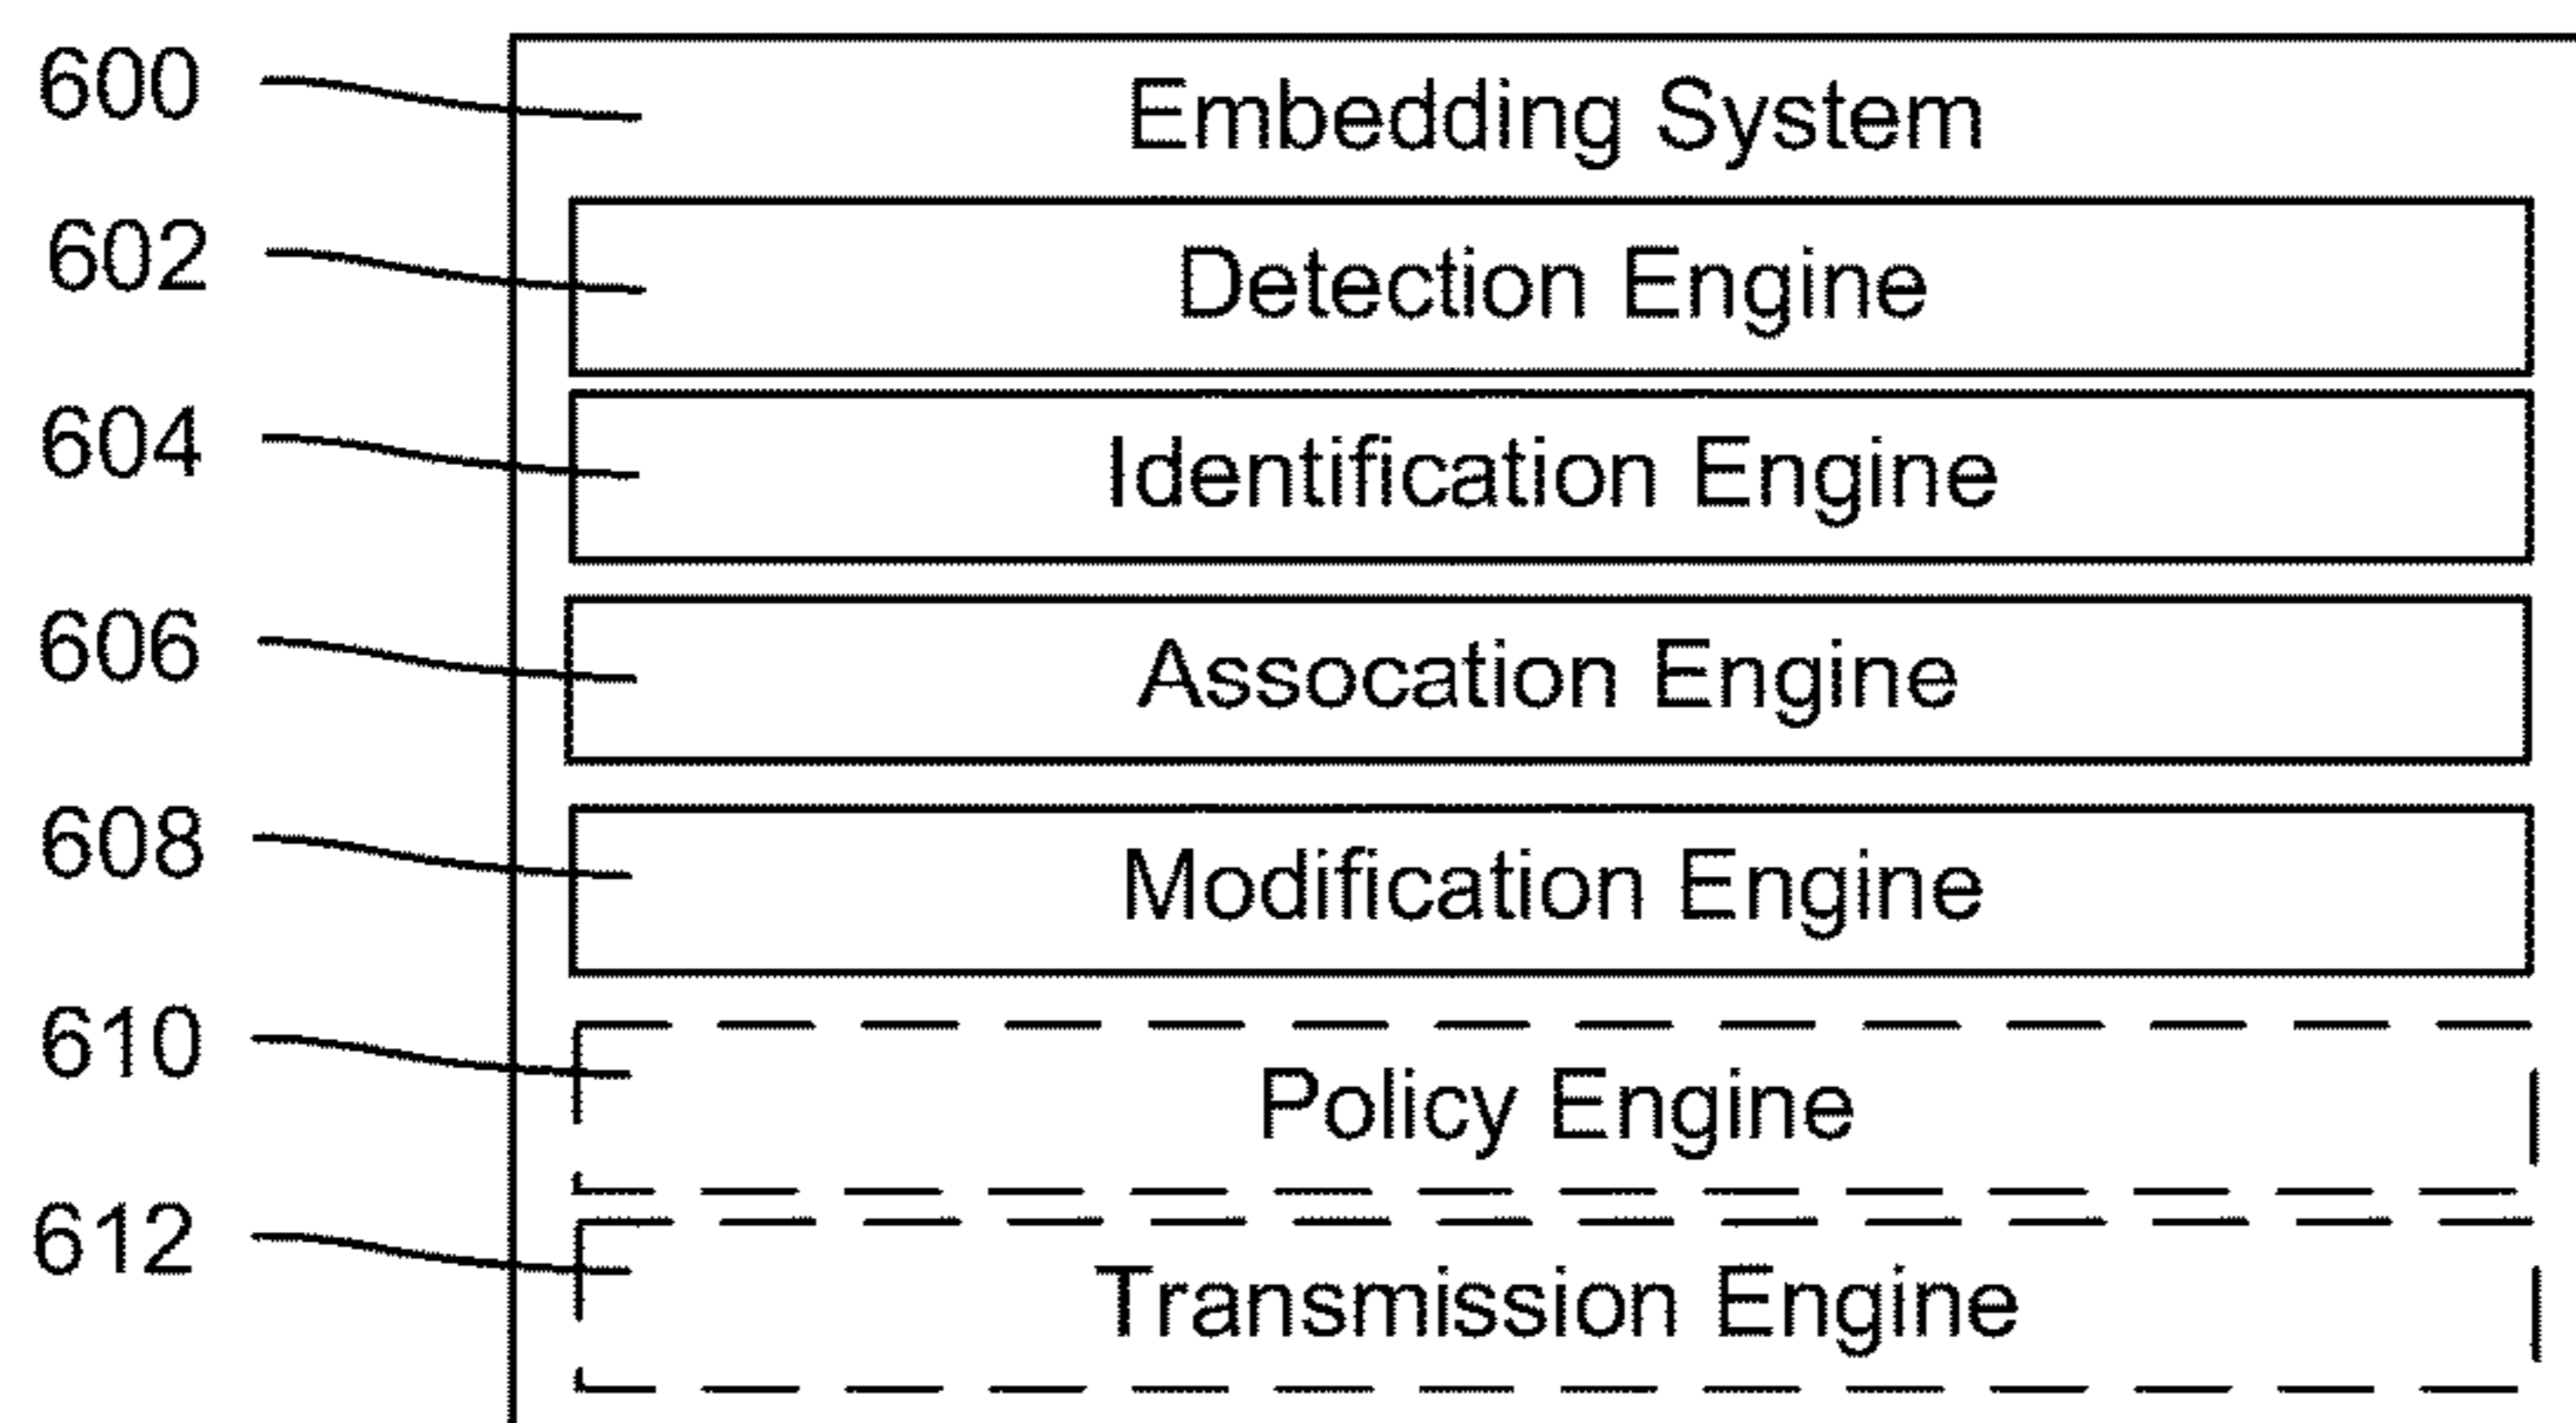 600 Embedding System
602 Detection Engine
604 Identification Engine
606 Assocation Engine
608 Modification Engine
610 Policy Engine
612 Transmission Engine